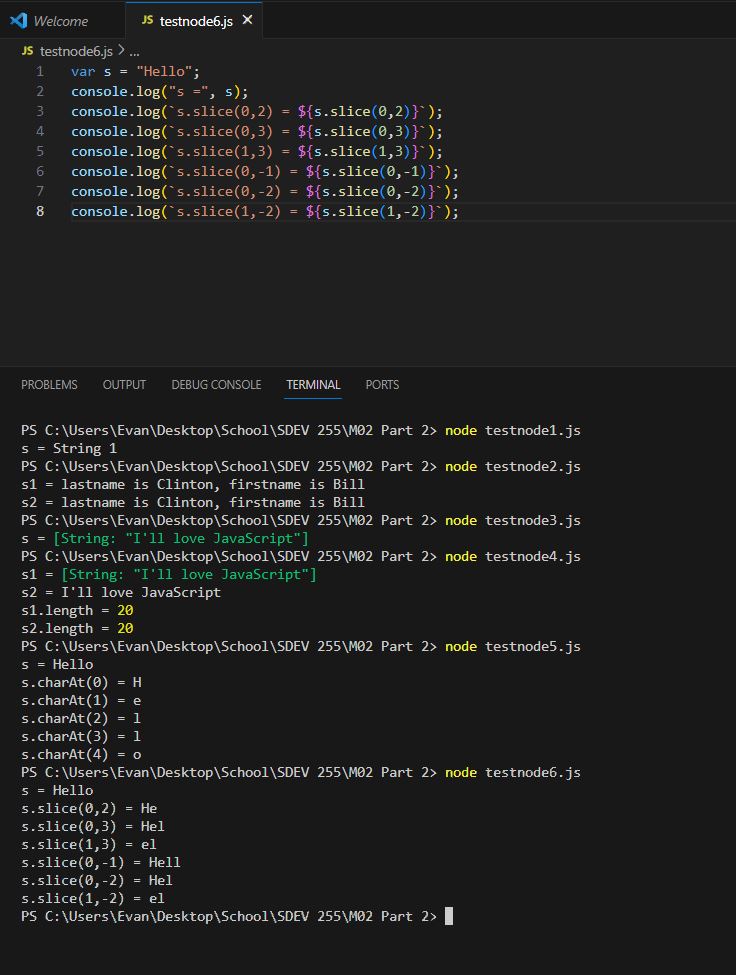 Welcome
JS testnode6.js ×
JS testnode6.js > ...
1 var s = "Hello";
2 console.log("s =", s);
3 console.log(`s.slice(0,2) = ${s.slice(0,2)}`);
4 console.log(`s.slice(0,3) = ${s.slice(0,3)}`);
5 console.log(`s.slice(1,3) = ${s.slice(1,3)}`);
6 console.log(`s.slice(0,-1) = ${s.slice(0,-1)}`);
7 console.log(`s.slice(0,-2) = ${s.slice(0,-2)}`);
8 console.log(`s.slice(1,-2) = ${s.slice(1,-2)}`);
PROBLEMS OUTPUT DEBUG CONSOLE TERMINAL PORTS
PS C:\Users\Evan\Desktop\School\SDEV 255\M02 Part 2> node testnode1.js
s = String 1
PS C:\Users\Evan\Desktop\School\SDEV 255\M02 Part 2> node testnode2.js
s1 = lastname is Clinton, firstname is Bill
s2 = lastname is Clinton, firstname is Bill
PS C:\Users\Evan\Desktop\School\SDEV 255\M02 Part 2> node testnode3.js
s = [String: "I'll love JavaScript"]
PS C:\Users\Evan\Desktop\School\SDEV 255\M02 Part 2> node testnode4.js
s1 = [String: "I'll love JavaScript"]
s2 = I'll love JavaScript
s1.length = 20
s2.length = 20
PS C:\Users\Evan\Desktop\School\SDEV 255\M02 Part 2> node testnode5.js
s = Hello
s.charAt(0) = H
s.charAt(1) = e
s.charAt(2) = l
s.charAt(3) = l
s.charAt(4) = o
PS C:\Users\Evan\Desktop\School\SDEV 255\M02 Part 2> node testnode6.js
s = Hello
s.slice(0,2) = He
s.slice(0,3) = Hel
s.slice(1,3) = el
s.slice(0,-1) = Hell
s.slice(0,-2) = Hel
s.slice(1,-2) = el
PS C:\Users\Evan\Desktop\School\SDEV 255\M02 Part 2>